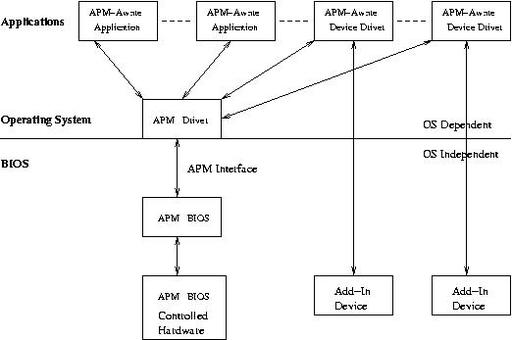 Applications
APM-Aware
Application
APM-Aware
Application
APM-Aware
Device Driver
APM-Aware
Device Driver
Operating System
APM Driver
OS Dependent
OS Independent
BIOS
APM Interface
APM BIOS
APM BIOS
Controlled
Hardware
Add-In
Device
Add-In
Device